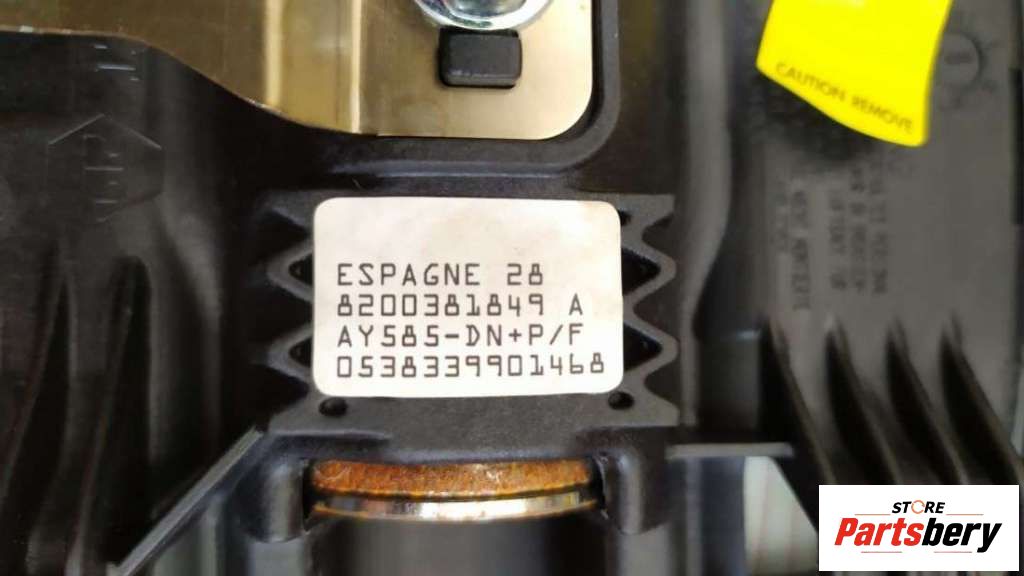 CAUTION REMOVE
ESPAGNE 28
8200381849 A
AY585-DN+P/F
0538339901468
STORE
Partsbery